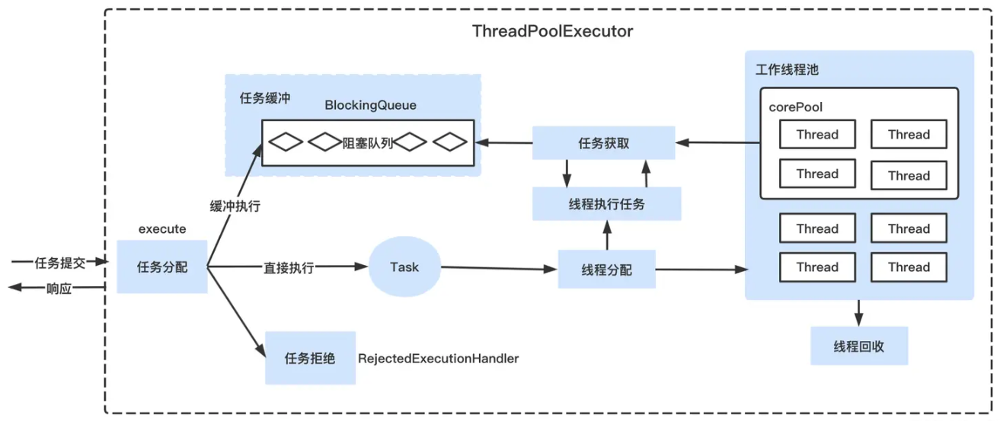 ThreadPoolExecutor
任务缓冲
BlockingQueue
阻塞队列
缓冲执行
execute
任务提交
响应
任务分配
直接执行
Task
任务拒绝
RejectedExecutionHandler
任务获取
线程执行任务
线程分配
工作线程池
corePool
Thread
Thread
Thread
Thread
Thread
Thread
Thread
Thread
线程回收